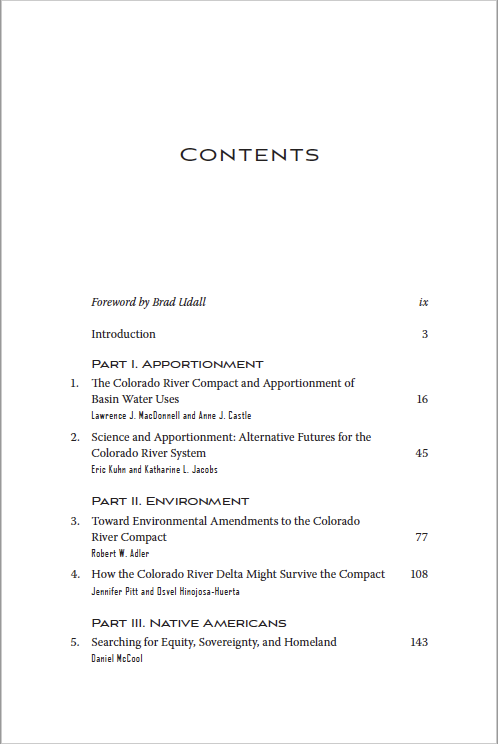 Contents
Foreword by Brad Udall ix
Introduction 3
Part I. Apportionment
1. The Colorado River Compact and Apportionment of
Basin Water Uses 16
Lawrence J. MacDonnell and Anne J. Castle
2. Science and Apportionment: Alternative Futures for the
Colorado River System 45
Eric Kuhn and Katharine L. Jacobs
Part II. Environment
3. Toward Environmental Amendments to the Colorado
River Compact 77
Robert W. Adler
4. How the Colorado River Delta Might Survive the Compact 108
Jennifer Pitt and Osvel Hinojosa-Huerta
Part III. Native Americans
5. Searching for Equity, Sovereignty, and Homeland 143
Daniel McCool